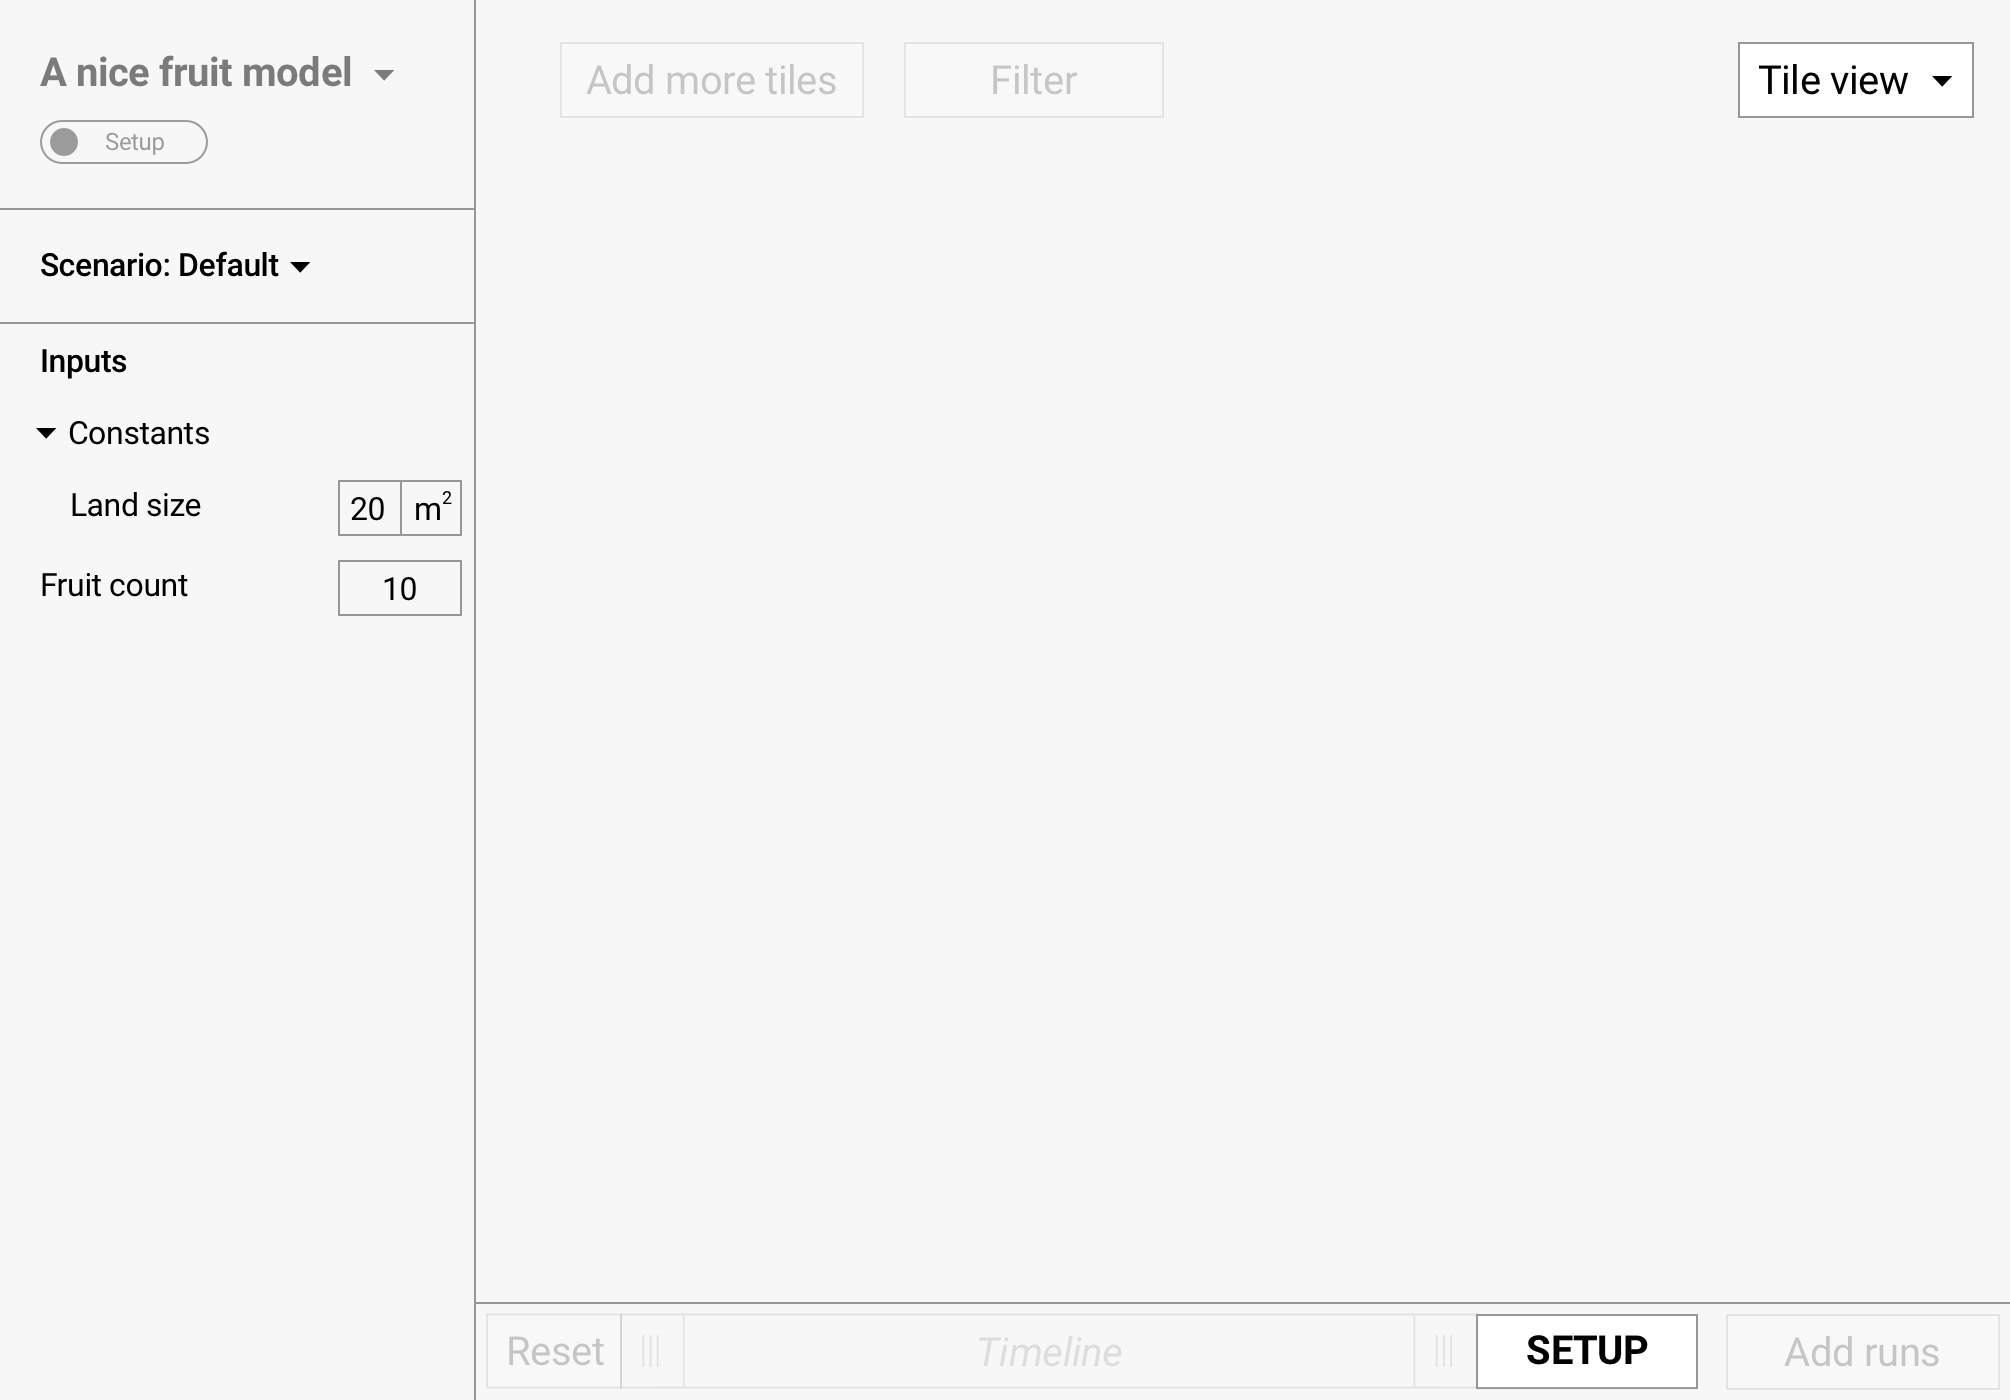 A nice fruit model
Setup
Scenario: Default
Inputs
Constants
Land size 20 m²
Fruit count 10
Add more tiles
Filter
Tile view
Reset
Timeline
SETUP
Add runs